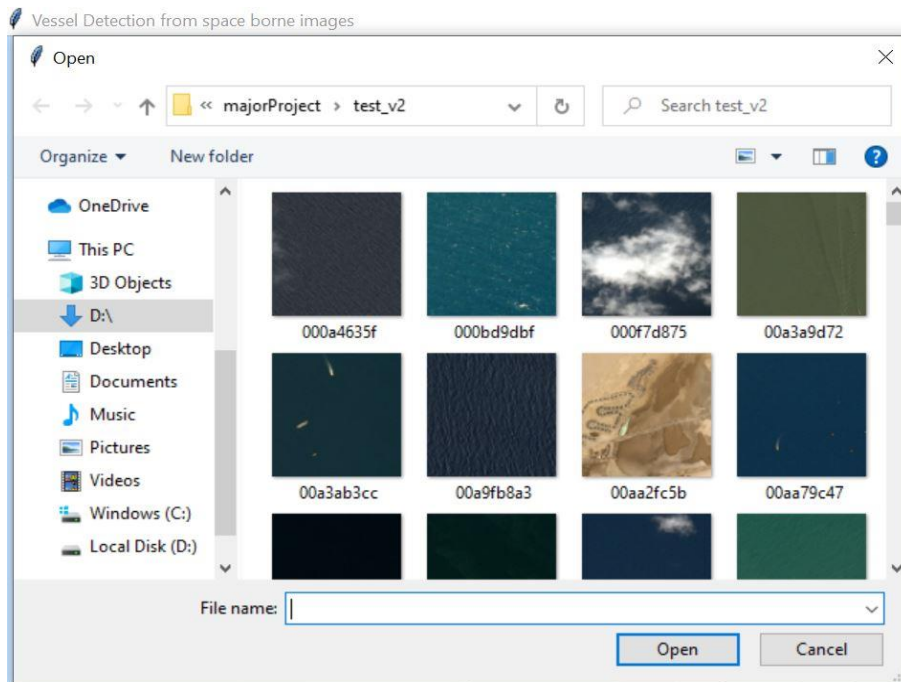 Vessel Detection from space borne images
Open
« majorProject › test_v2
Search test_v2
Organize
New folder
OneDrive
This PC
3D Objects
D:\
Desktop
Documents
Music
Pictures
Videos
Windows (C:)
Local Disk (D:)
000a4635f
000bd9dbf
000f7d875
00a3a9d72
00a3ab3cc
00a9fb8a3
00aa2fc5b
00aa79c47
File name:
Open
Cancel